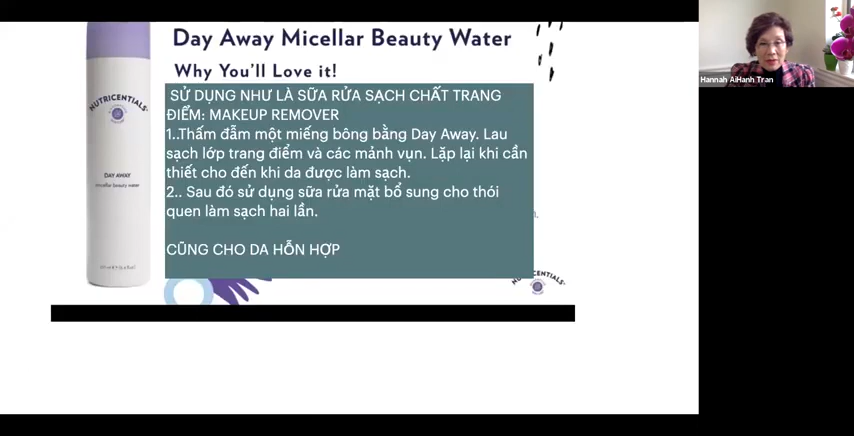 Day Away Micellar Beauty Water
Why You'll Love it!
NUTRICENTIALS
DAY AWAY
micellar beauty water
SỬ DỤNG NHƯ LÀ SỮA RỬA SẠCH CHẤT TRANG
ĐIỂM: MAKEUP REMOVER
1..Thấm đẫm một miếng bông bằng Day Away. Lau
sạch lớp trang điểm và các mảnh vụn. Lặp lại khi cần
thiết cho đến khi da được làm sạch.
2.. Sau đó sử dụng sữa rửa mặt bổ sung cho thói
quen làm sạch hai lần.
CŨNG CHO DA HỖN HỢP
NUTRICENTIALS
Hannah AiHanh Tran